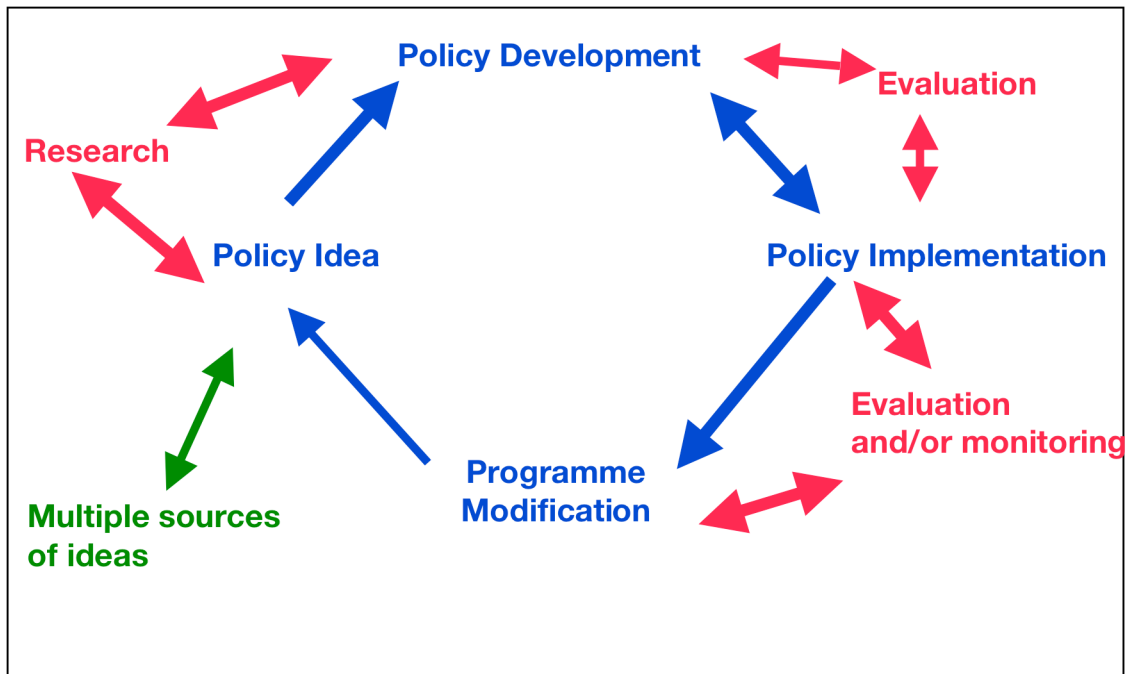 Policy Development
Evaluation
Research
Policy Idea
Policy Implementation
Evaluation
and/or monitoring
Programme
Modification
Multiple sources
of ideas